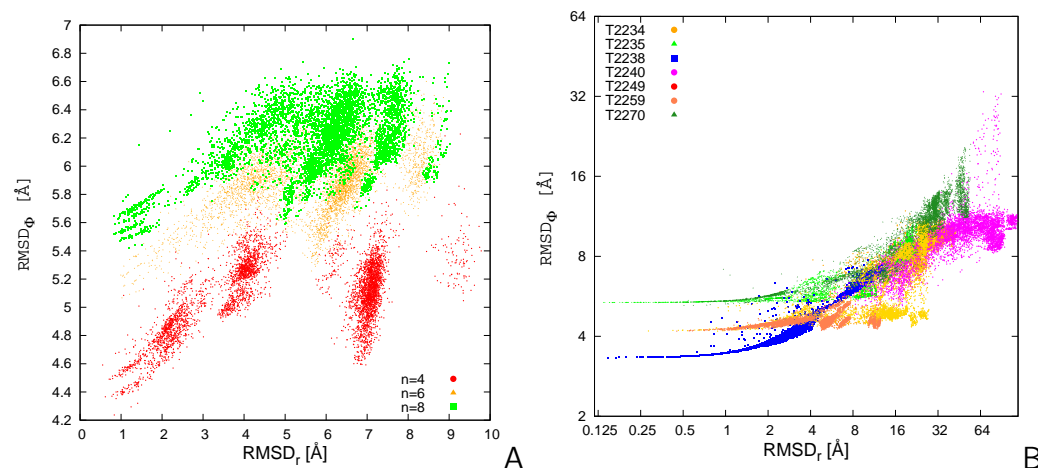 7
6.8
6.6
6.4
6.2
6
5.8
5.6
5.4
5.2
5
4.8
4.6
4.4
4.2
RMSDΦ [Å]
0 1 2 3 4 5 6 7 8 9 10
RMSDr [Å]
n=4
n=6
n=8
A
64
32
16
8
4
2
RMSDΦ [Å]
T2234
T2235
T2238
T2240
T2249
T2259
T2270
0.125 0.25 0.5 1 2 4 8 16 32 64
RMSDr [Å]
B